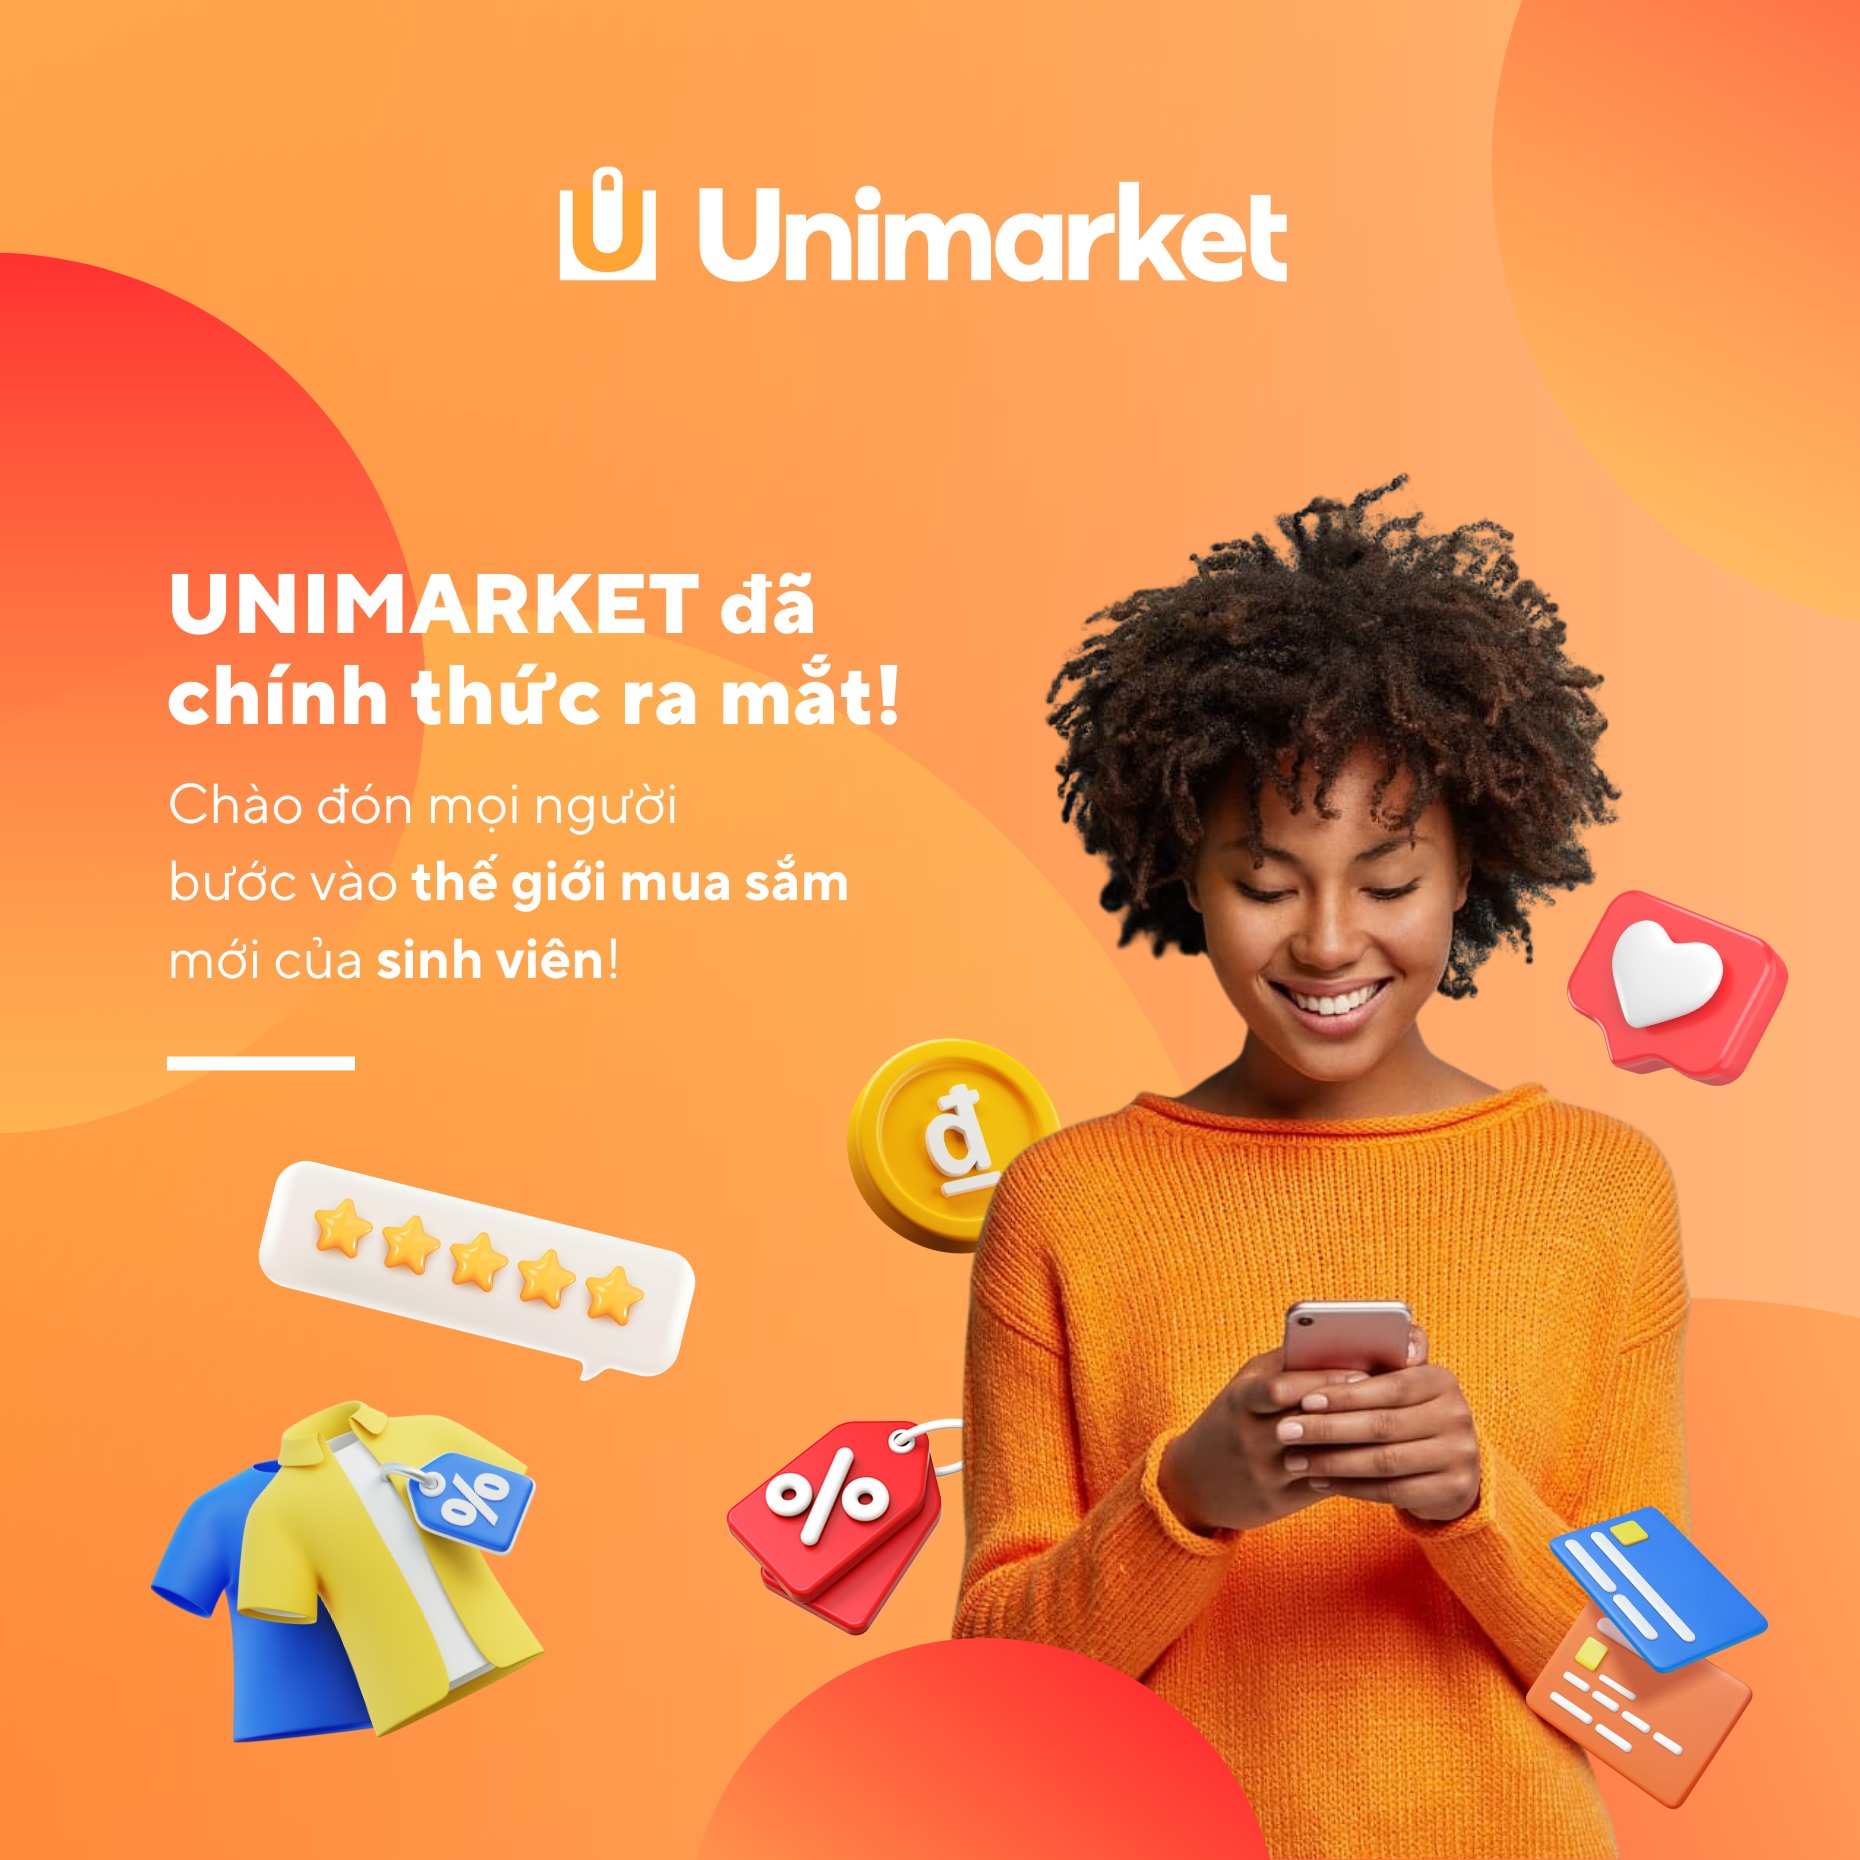 Unimarket
UNIMARKET đã
chính thức ra mắt!
Chào đón mọi người
bước vào thế giới mua sắm
mới của sinh viên!
đ
%
%